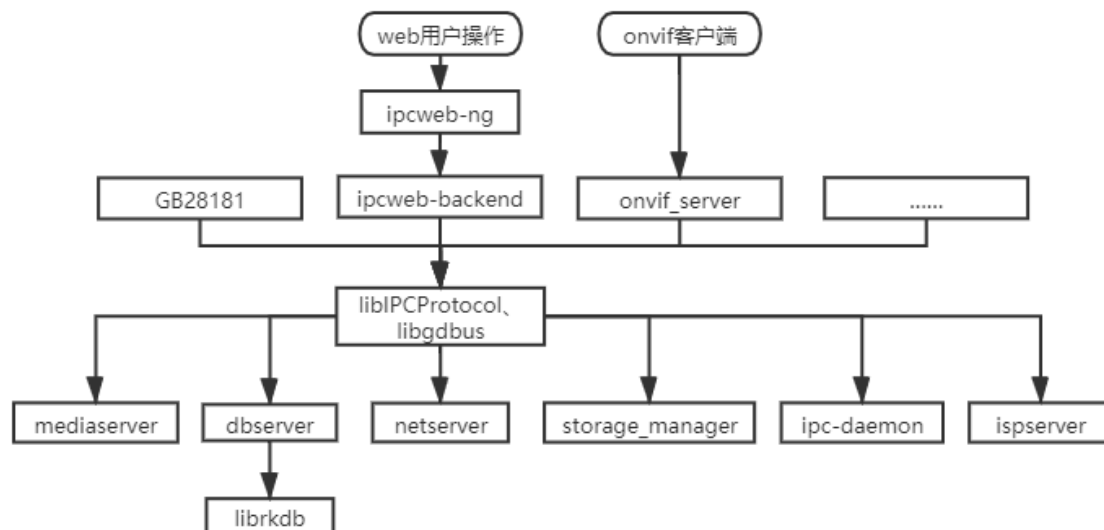 web用户操作
onvif客户端
ipcweb-ng
GB28181
ipcweb-backend
onvif_server
......
libIPCProtocol、
libgdbus
mediaserver
dbserver
netserver
storage_manager
ipc-daemon
ispserver
librkdb